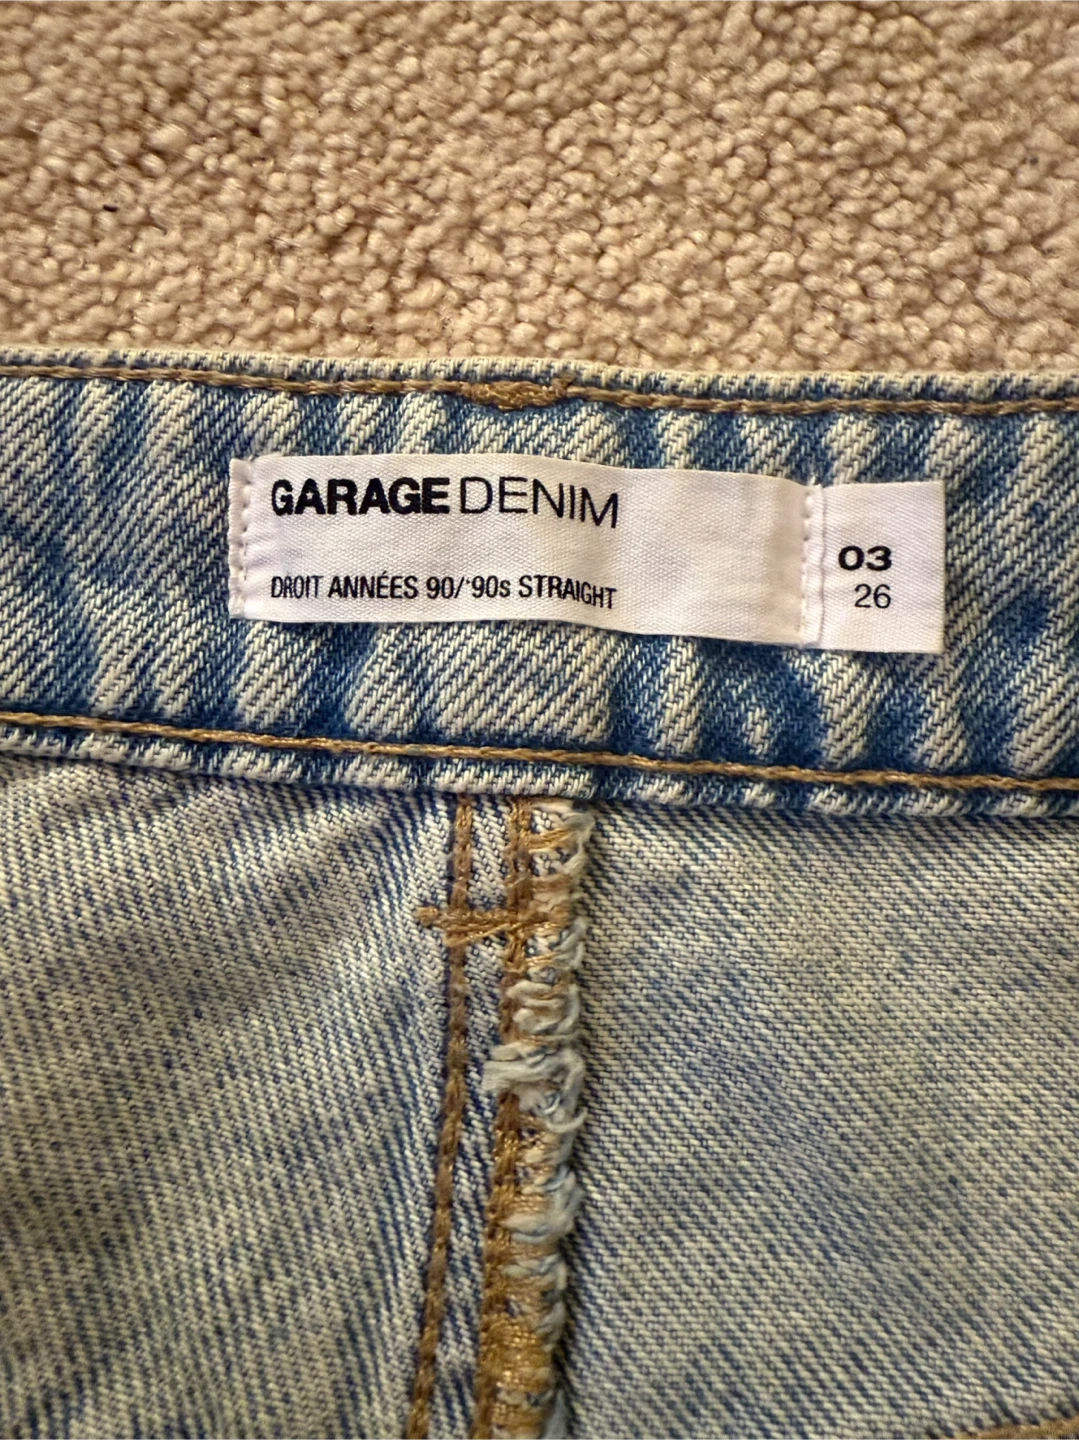 GARAGE DENIM
DROIT ANNÉES 90/'90s STRAIGHT
03
26